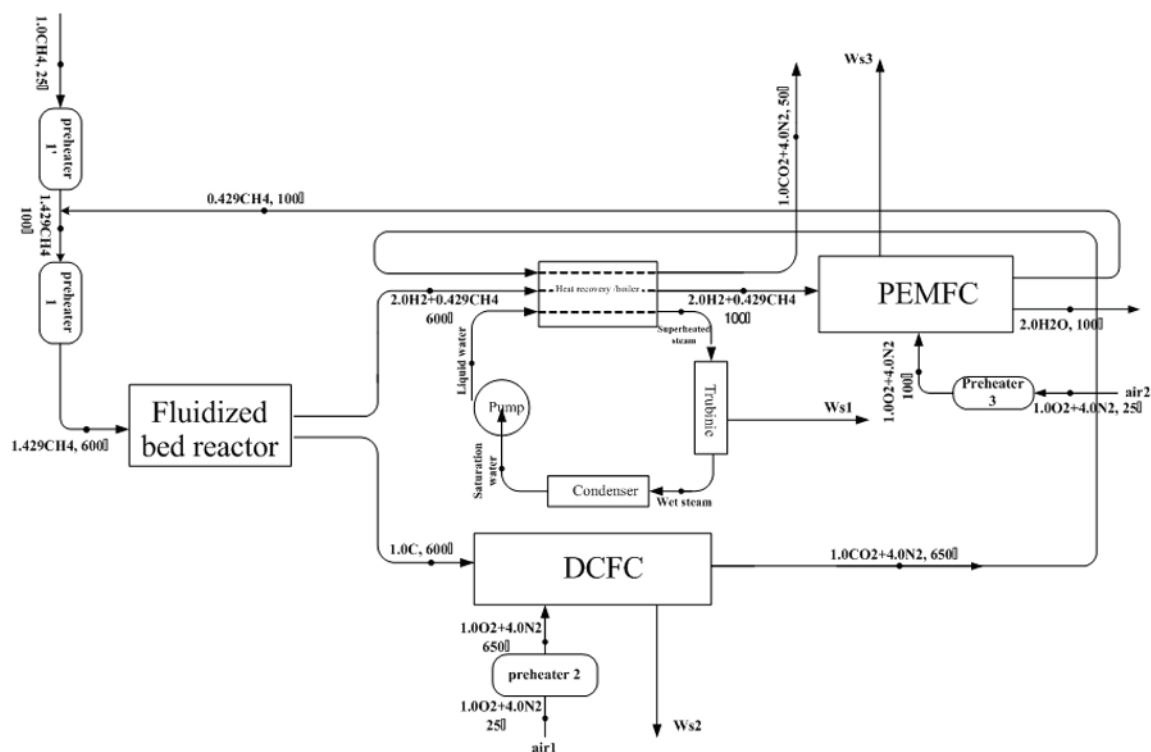 1.0CH4, 25▯
preheater
1'
1.429CH4
100▯
preheater
1
1.429CH4, 600▯
0.429CH4, 100▯
Fluidized
bed reactor
2.0H2+0.429CH4
600▯
Heat recovery /boiler
1.0CO2+4.0N2, 50▯
2.0H2+0.429CH4
100▯
Superheated
steam
Liquid water
Pump
Saturation
water
Condenser
Wet steam
Trubinic
Ws1
Ws3
PEMFC
2.0H2O, 100▯
1.0O2+4.0N2
100▯
Preheater
3
air2
1.0O2+4.0N2, 25▯
1.0C, 600▯
DCFC
1.0CO2+4.0N2, 650▯
1.0O2+4.0N2
650▯
preheater 2
1.0O2+4.0N2
25▯
air1
Ws2